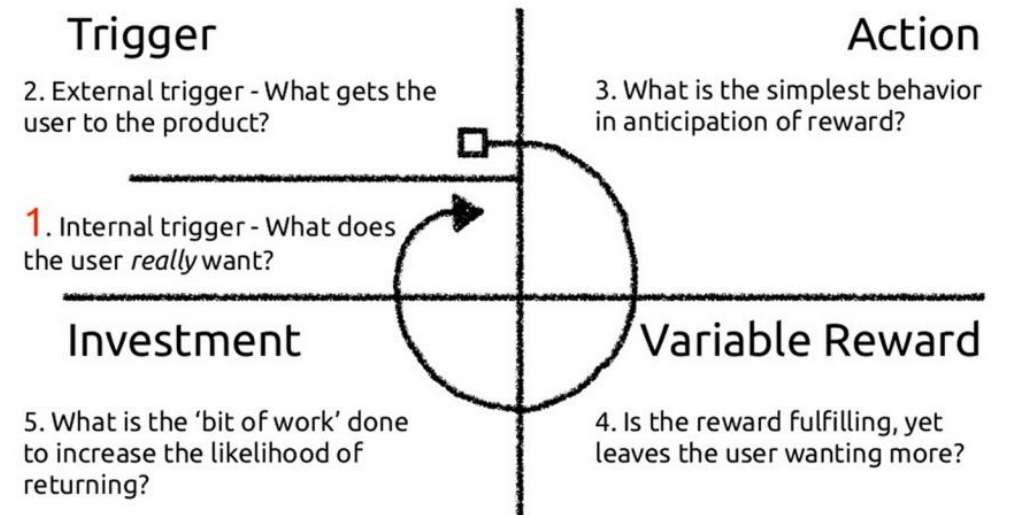 Trigger
2. External trigger - What gets the
user to the product?
1. Internal trigger - What does
the user really want?
Action
3. What is the simplest behavior
in anticipation of reward?
Investment
5. What is the ‘bit of work’ done
to increase the likelihood of
returning?
Variable Reward
4. Is the reward fulfilling, yet
leaves the user wanting more?